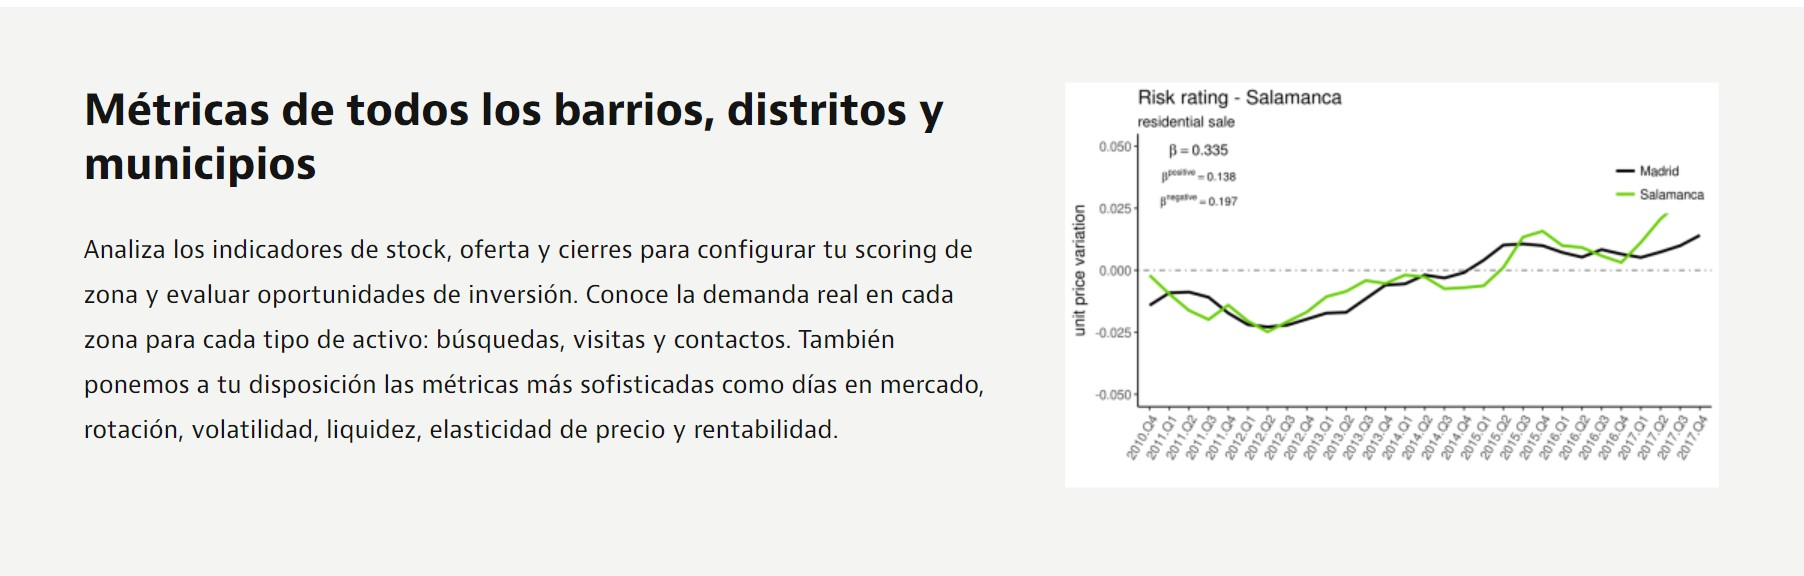 Métricas de todos los barrios, distritos y
municipios
Analiza los indicadores de stock, oferta y cierres para configurar tu scoring de
zona y evaluar oportunidades de inversión. Conoce la demanda real en cada
zona para cada tipo de activo: búsquedas, visitas y contactos. También
ponemos a tu disposición las métricas más sofisticadas como días en mercado,
rotación, volatilidad, liquidez, elasticidad de precio y rentabilidad.
Risk rating - Salamanca
residential sale
β = 0.335
βpositive = 0.138
βnegative = 0.197
Madrid
Salamanca
unit price variation
0.050
0.025
0.000
-0.025
-0.050
2010.Q4
2011.Q1
2011.Q2
2011.Q3
2011.Q4
2012.Q1
2012.Q2
2012.Q3
2012.Q4
2013.Q1
2013.Q2
2013.Q3
2013.Q4
2014.Q1
2014.Q2
2014.Q3
2014.Q4
2015.Q1
2015.Q2
2015.Q3
2015.Q4
2016.Q1
2016.Q2
2016.Q3
2016.Q4
2017.Q1
2017.Q2
2017.Q3
2017.Q4